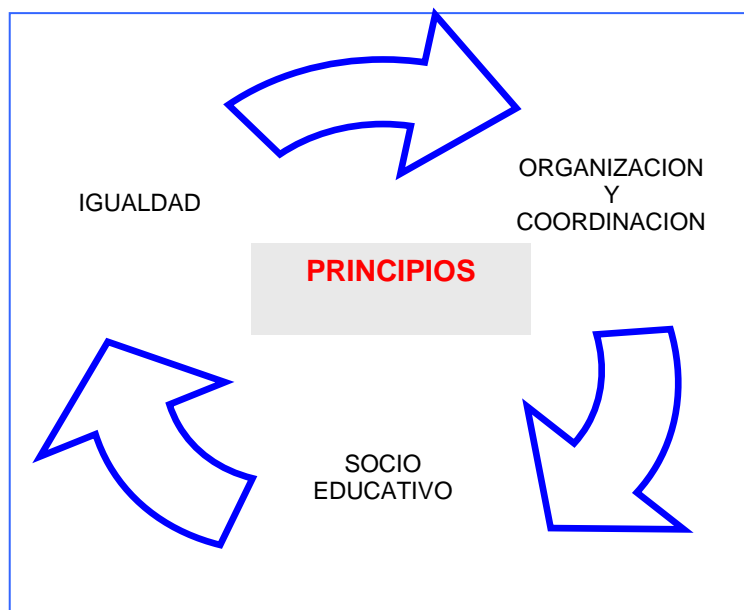 IGUALDAD
ORGANIZACION
Y
COORDINACION
PRINCIPIOS
SOCIO
EDUCATIVO